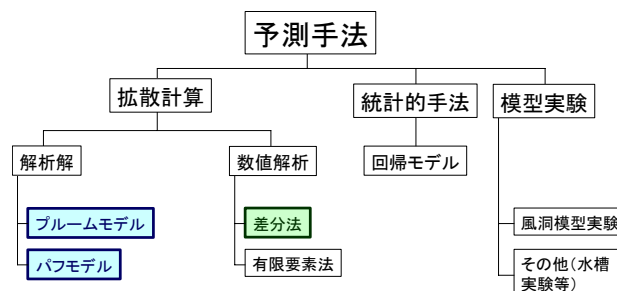 予測手法
拡散計算
統計的手法
模型実験
解析解
数値解析
回帰モデル
プルームモデル
差分法
風洞模型実験
パフモデル
有限要素法
その他(水槽
実験等)